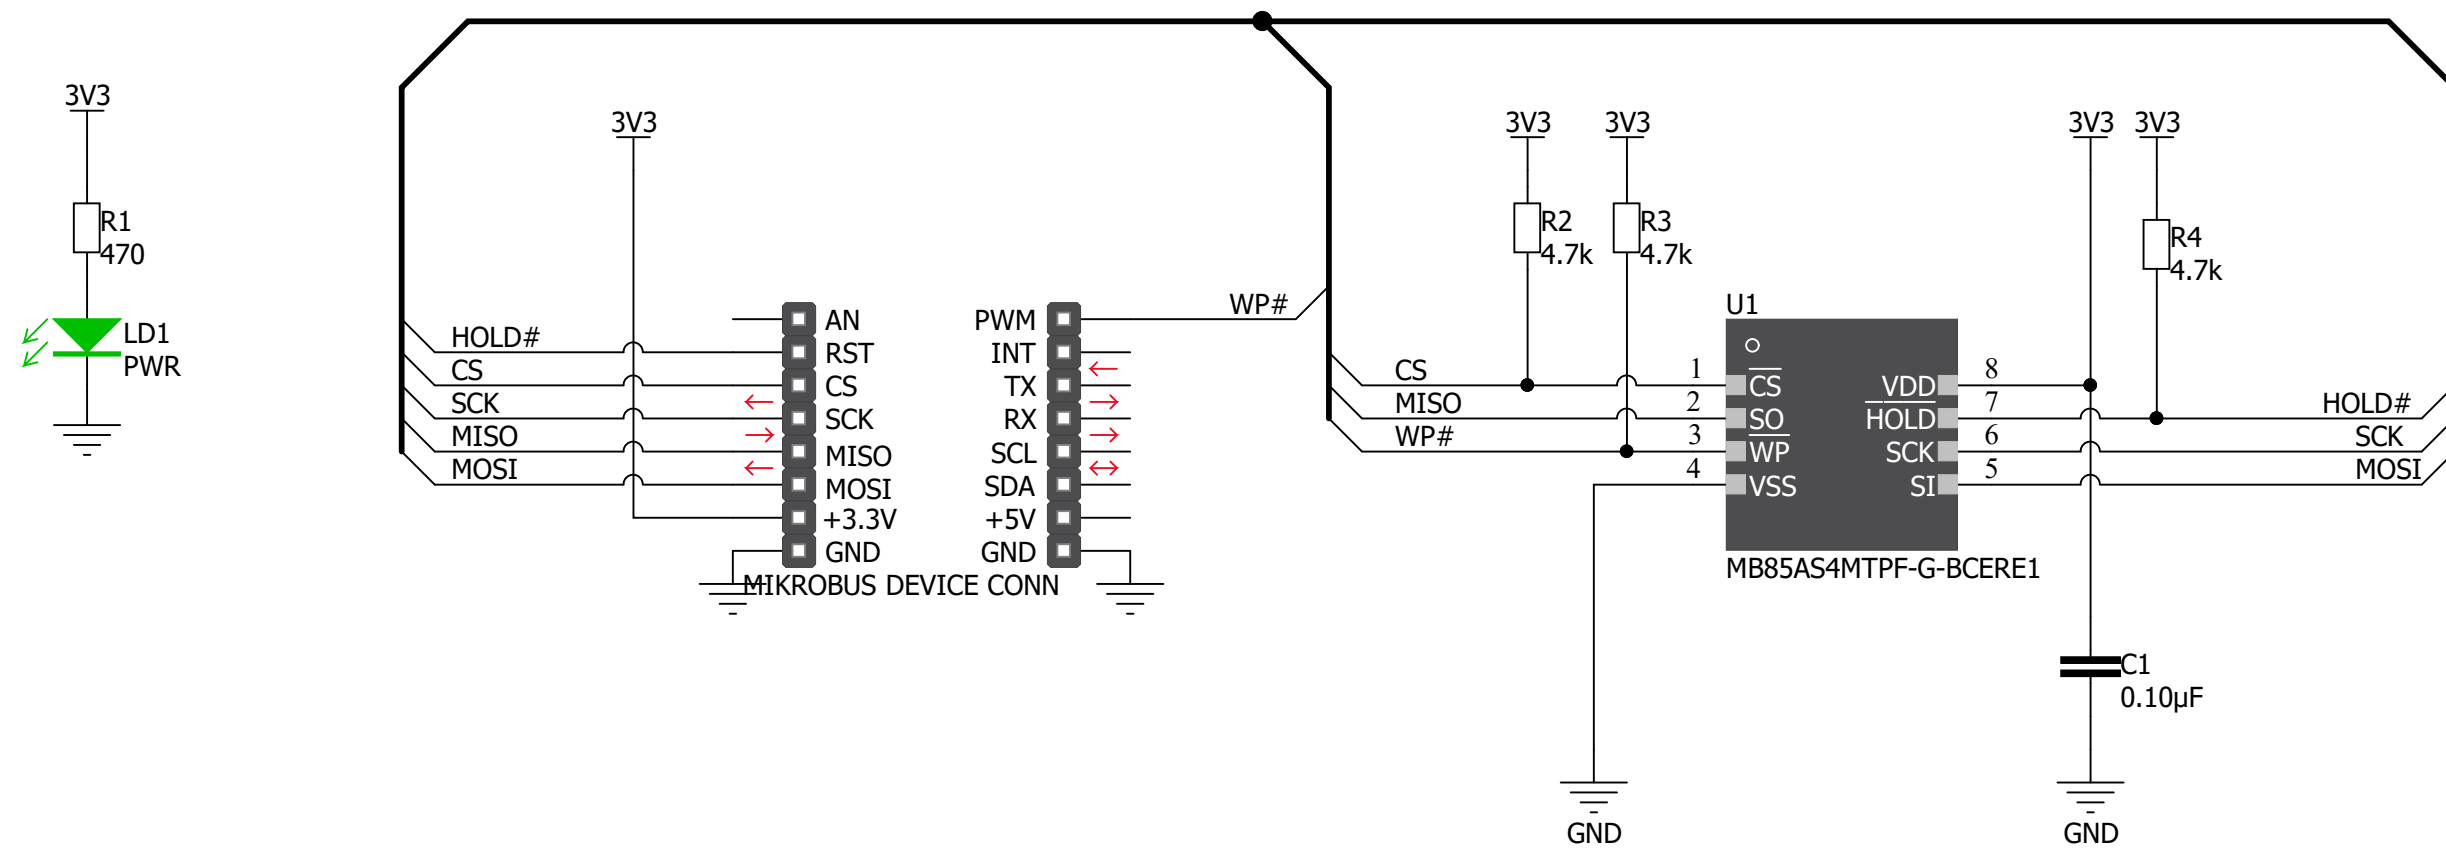 3V3
R1
470
LD1
PWR
3V3
HOLD#
CS
SCK
MISO
MOSI
AN
RST
CS
SCK
MISO
MOSI
+3.3V
GND
PWM
INT
TX
RX
SCL
SDA
+5V
GND
MIKROBUS DEVICE CONN
WP#
3V3
R2
4.7k
3V3
R3
4.7k
CS
MISO
WP#
U1
1
2
3
4
CS
SO
WP
VSS
VDD
HOLD
SCK
SI
8
7
6
5
MB85AS4MTPF-G-BCERE1
GND
3V3
3V3
R4
4.7k
HOLD#
SCK
MOSI
C1
0.10µF
GND